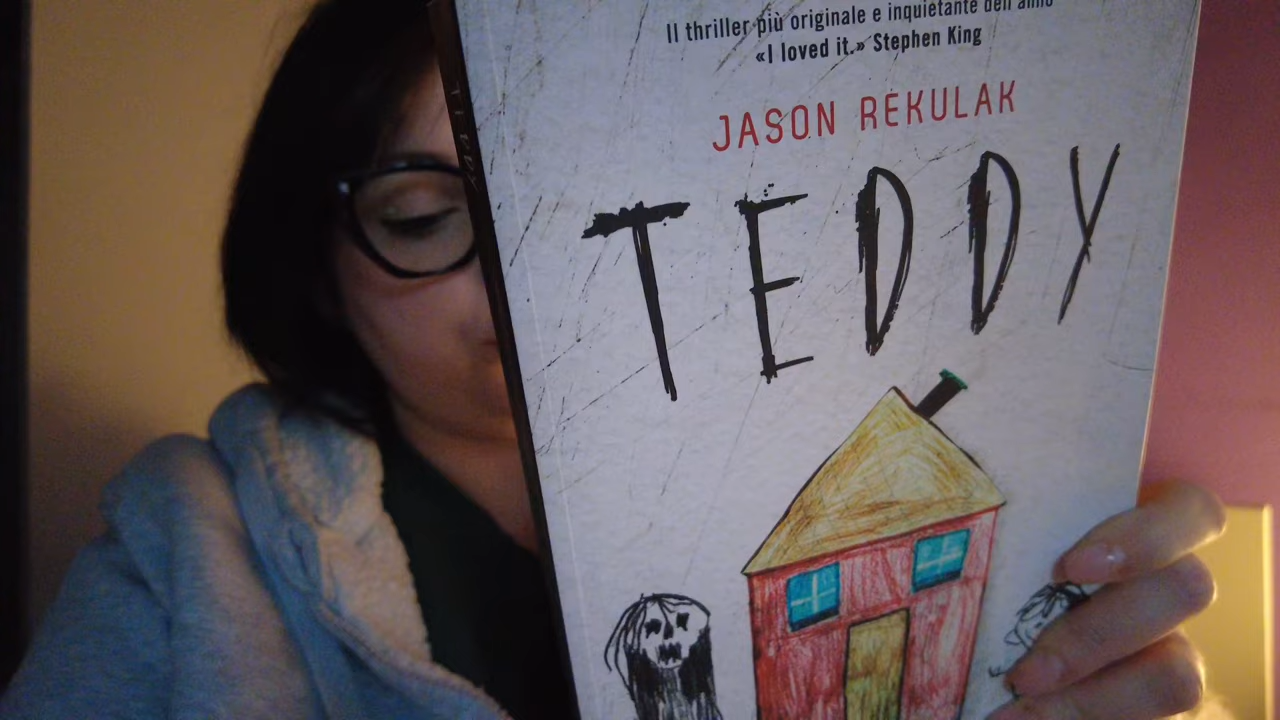 Il thriller più originale e inquietante dell'anno
«I loved it.» Stephen King
JASON REKULAK
TEDDY